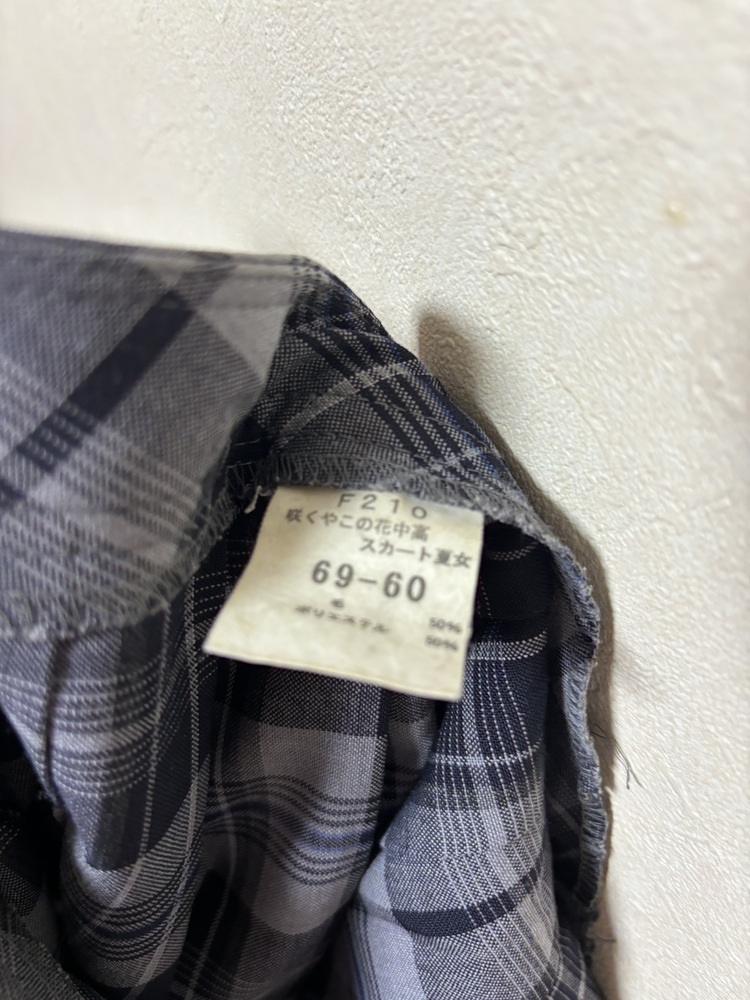 F210
咲くやこの花中高
スカート夏女
69-60
毛 50%
ポリエステル 50%